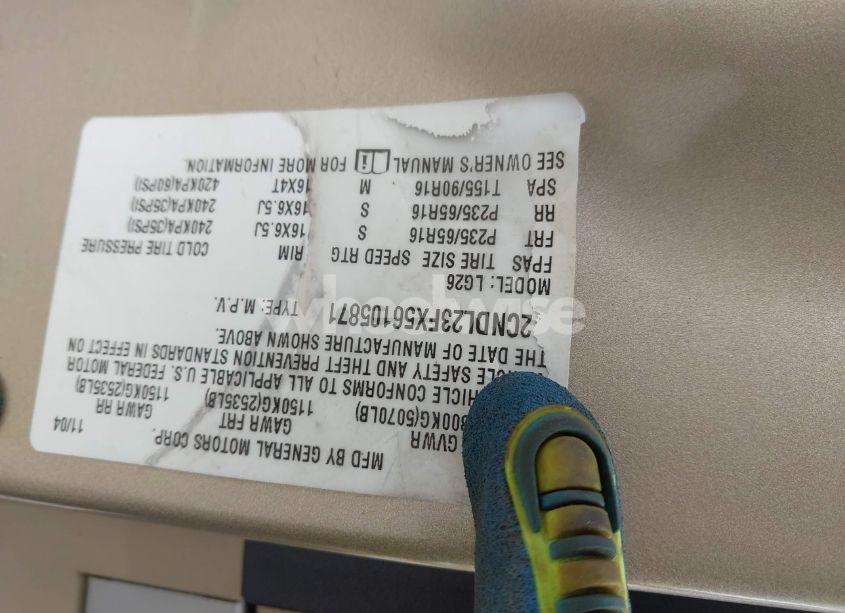 MFD BY GENERAL MOTORS CORP. 11/04
GVWR GAWR FRT GAWR RR
800KG(5070LB) 1150KG(2535LB) 1150KG(2535LB)
HICLE CONFORMS TO ALL APPLICABLE U.S. FEDERAL MOTOR
CLE SAFETY AND THEFT PREVENTION STANDARDS IN EFFECT ON
THE DATE OF MANUFACTURE SHOWN ABOVE.
2CNDL23FX56105871 TYPE: M.P.V.
MODEL: LG26
FPAS TIRE SIZE SPEED RTG RIM COLD TIRE PRESSURE
FRT P235/65R16 S 16X6.5J 240KPA(35PSI)
RR P235/65R16 S 16X6.5J 240KPA(35PSI)
SPA T155/90R16 M 16X4T 420KPA(60PSI)
SEE OWNER'S MANUAL i FOR MORE INFORMATION.
wheelwise